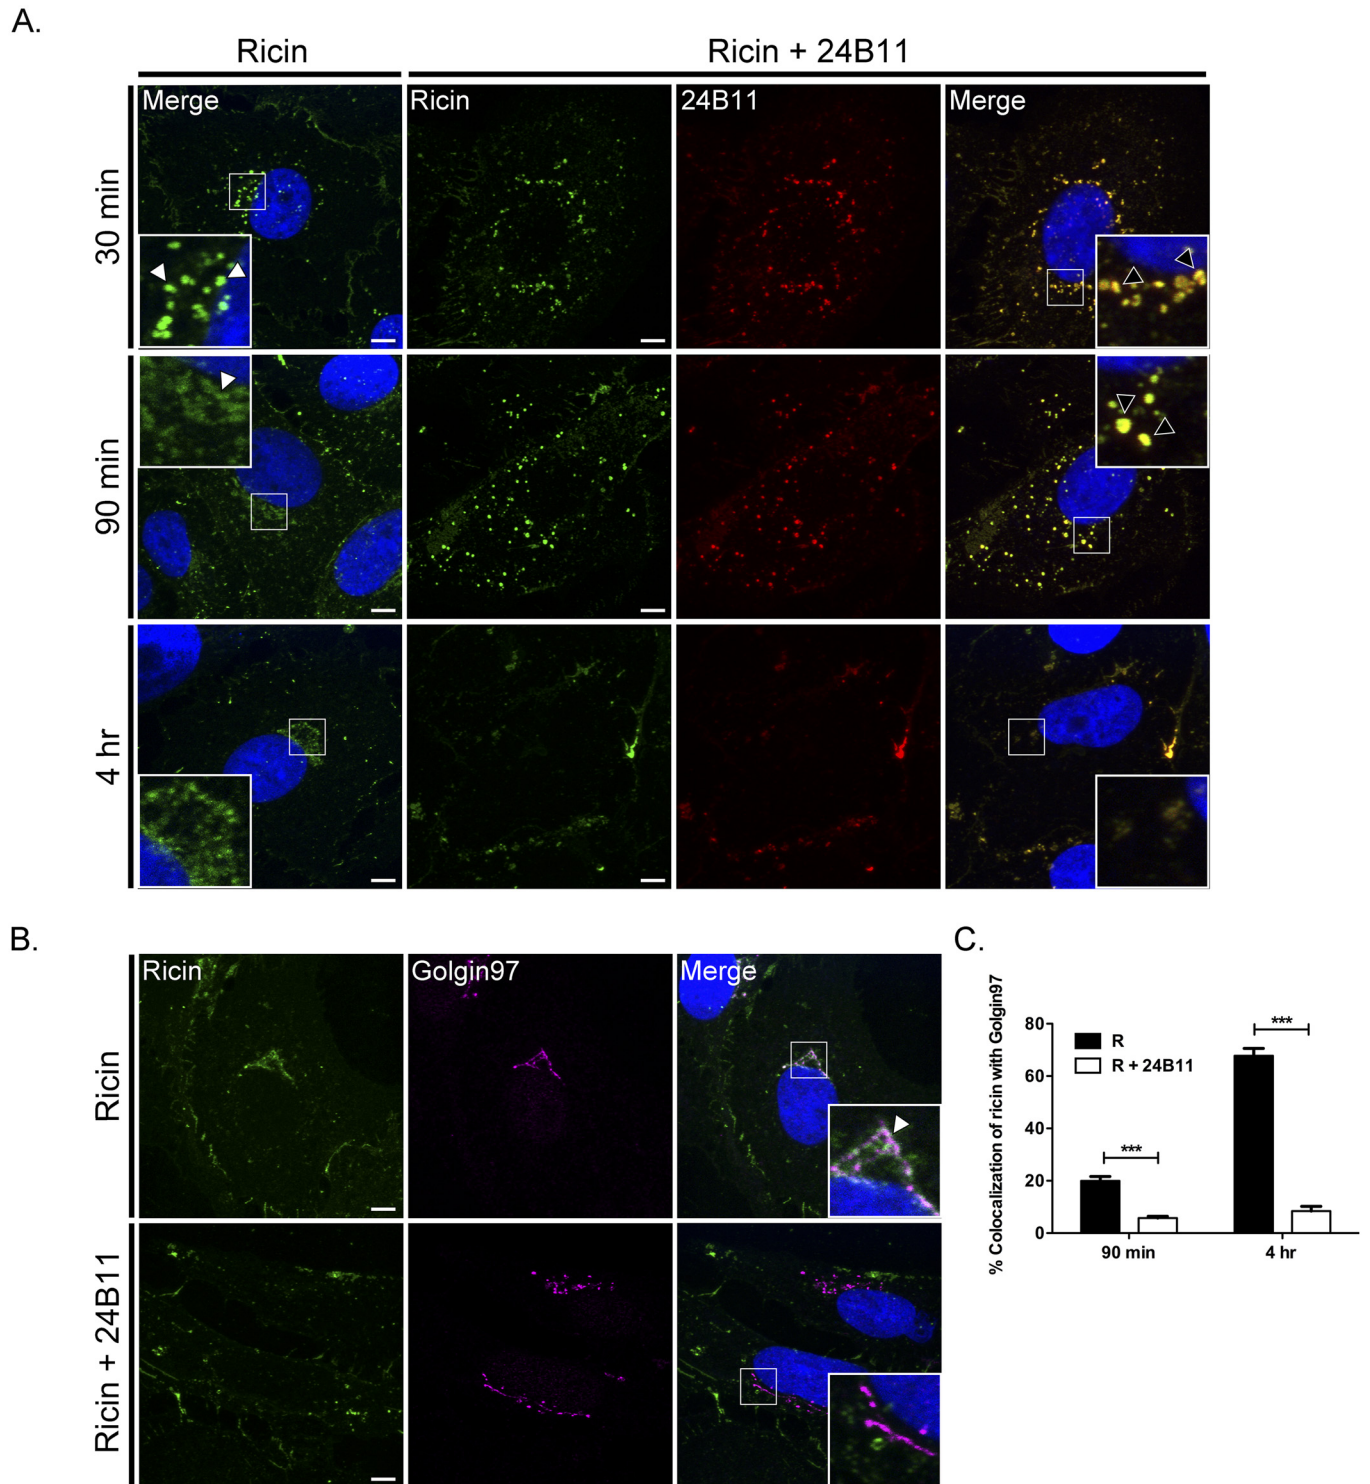 A.
Ricin
Ricin + 24B11
Merge
Ricin
24B11
Merge
30 min
90 min
4 hr
B.
Ricin
Golgin97
Merge
Ricin
Ricin + 24B11
C.
% Colocalization of ricin with Golgin97
80
60
40
20
0
R
R + 24B11
***
***
90 min
4 hr